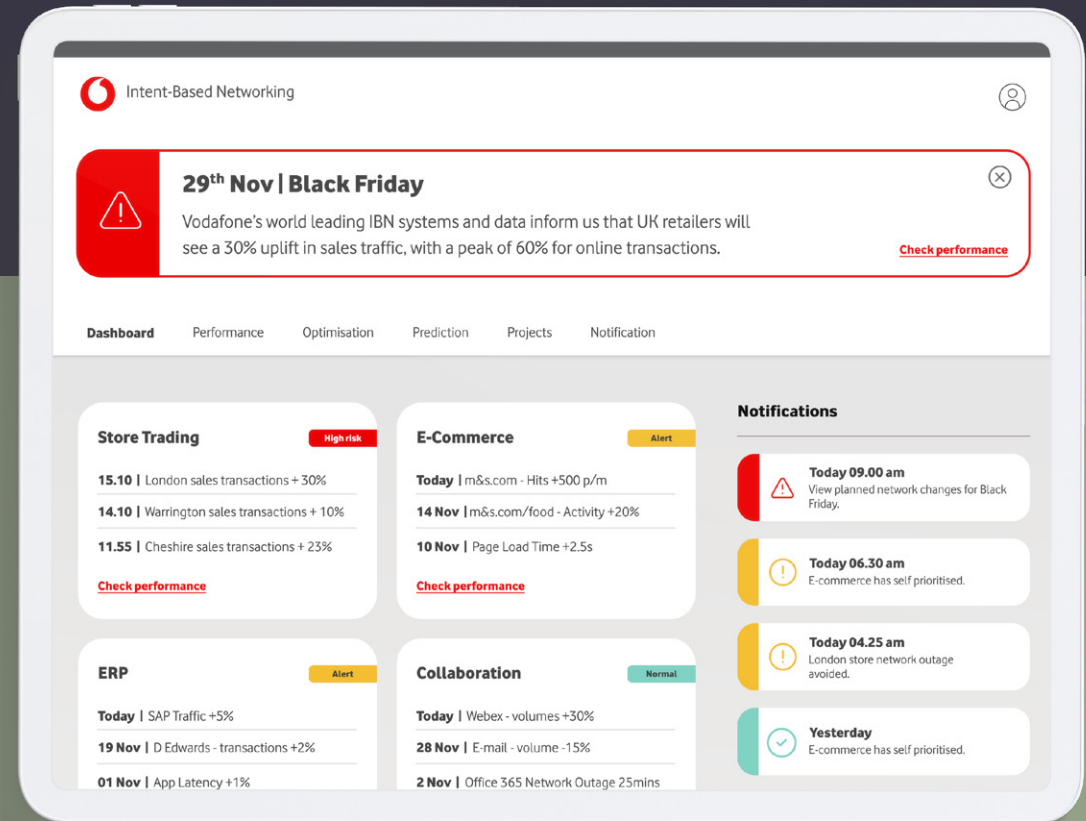 Intent-Based Networking
29th Nov | Black Friday
Vodafone's world leading IBN systems and data inform us that UK retailers will
see a 30% uplift in sales traffic, with a peak of 60% for online transactions.
Check performance
Dashboard Performance Optimisation Prediction Projects Notification
Store Trading
High risk
15.10 | London sales transactions + 30%
14.10 | Warrington sales transactions + 10%
11.55 | Cheshire sales transactions + 23%
Check performance
E-Commerce
Alert
Today | m&s.com - Hits +500 p/m
14 Nov | m&s.com/food - Activity +20%
10 Nov | Page Load Time +2.5s
Check performance
ERP
Alert
Today | SAP Traffic +5%
19 Nov | D Edwards - transactions +2%
01 Nov | App Latency +1%
Collaboration
Normal
Today | Webex - volumes +30%
28 Nov | E-mail - volume -15%
2 Nov | Office 365 Network Outage 25mins
Notifications
Today 09.00 am
View planned network changes for Black
Friday.
Today 06.30 am
E-commerce has self prioritised.
Today 04.25 am
London store network outage
avoided.
Yesterday
E-commerce has self prioritised.